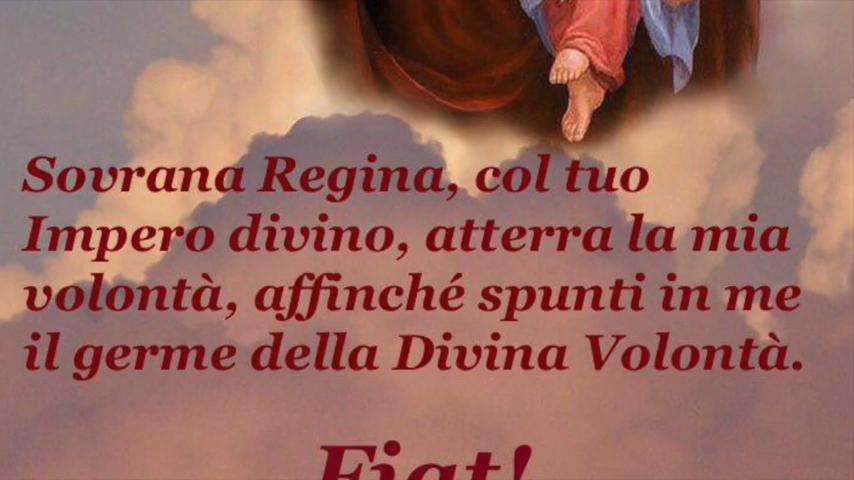 Sovrana Regina, col tuo
Impero divino, atterra la mia
volontà, affinché spunti in me
il germe della Divina Volontà.
Fiat!